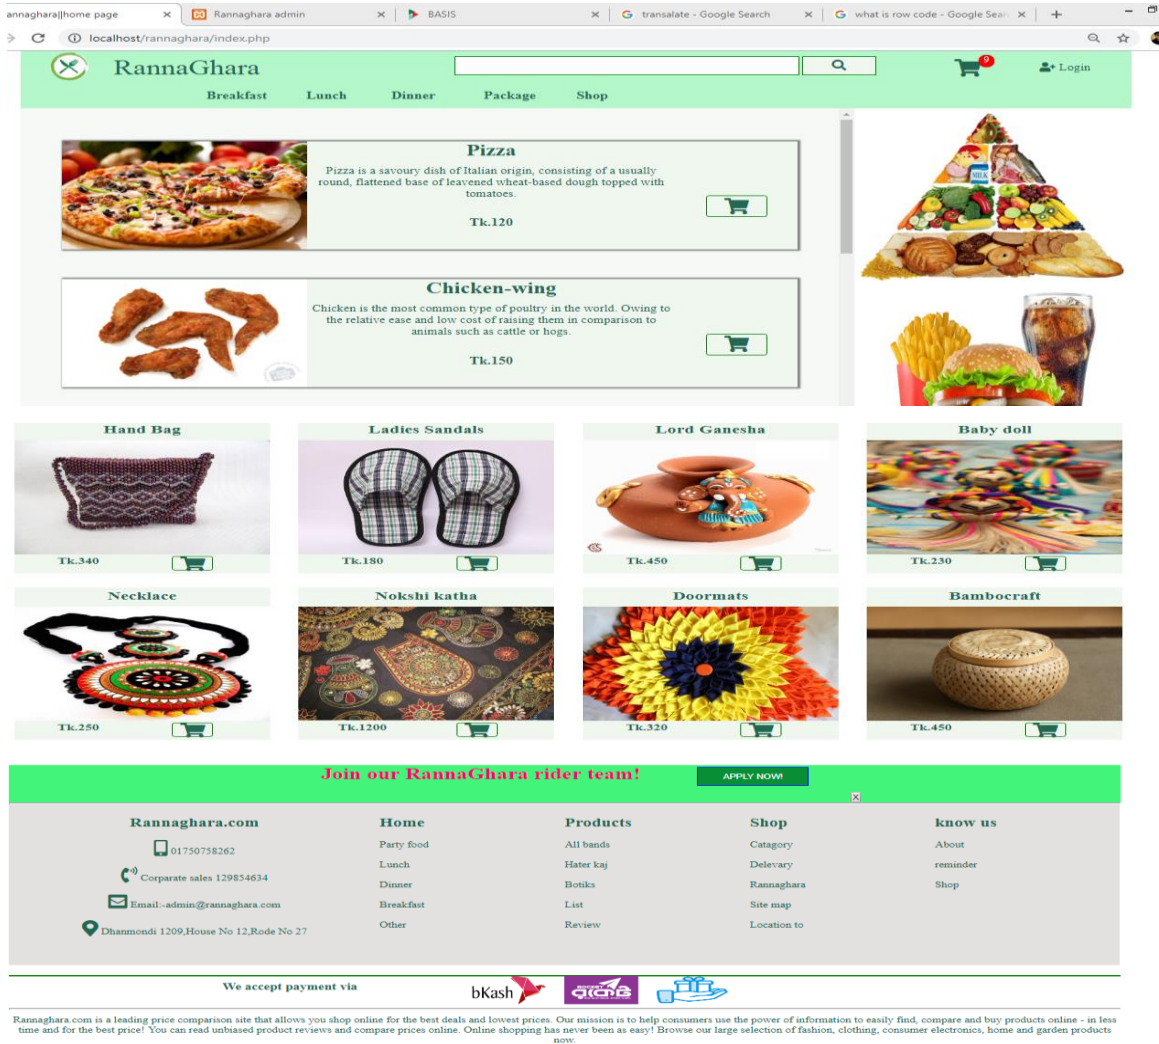 annaghara||home page
Rannaghara admin
BASIS
transalate - Google Search
what is row code - Google Sear
localhost/rannaghara/index.php
RannaGhara
9
Login
Breakfast Lunch Dinner Package Shop
Pizza
Pizza is a savoury dish of Italian origin, consisting of a usually
round, flattened base of leavened wheat-based dough topped with
tomatoes.
Tk.120
MILK
Chicken-wing
Chicken is the most common type of poultry in the world. Owing to
the relative ease and low cost of raising them in comparison to
animals such as cattle or hogs.
Tk.150
Hand Bag Ladies Sandals Lord Ganesha Baby doll
Tk.340 Tk.180 Tk.450 Tk.230
Necklace Nokshi katha Doormats Bambocraft
Tk.250 Tk.1200 Tk.320 Tk.450
Join our RannaGhara rider team! APPLY NOW!
Rannaghara.com Home Products Shop know us
01750758262 Party food All bands Catagory About
Corparate sales 129854634 Lunch Hater kaj Delevary reminder
Email:-admin@rannaghara.com Dinner Botiks Rannaghara Shop
Breakfast List Site map
Dhanmondi 1209,House No 12,Rode No 27 Other Review Location to
We accept payment via bKash
Rannaghara.com is a leading price comparison site that allows you shop online for the best deals and lowest prices. Our mission is to help consumers use the power of information to easily find, compare and buy products online - in less
time and for the best price! You can read unbiased product reviews and compare prices online. Online shopping has never been as easy! Browse our large selection of fashion, clothing, consumer electronics, home and garden products
now.